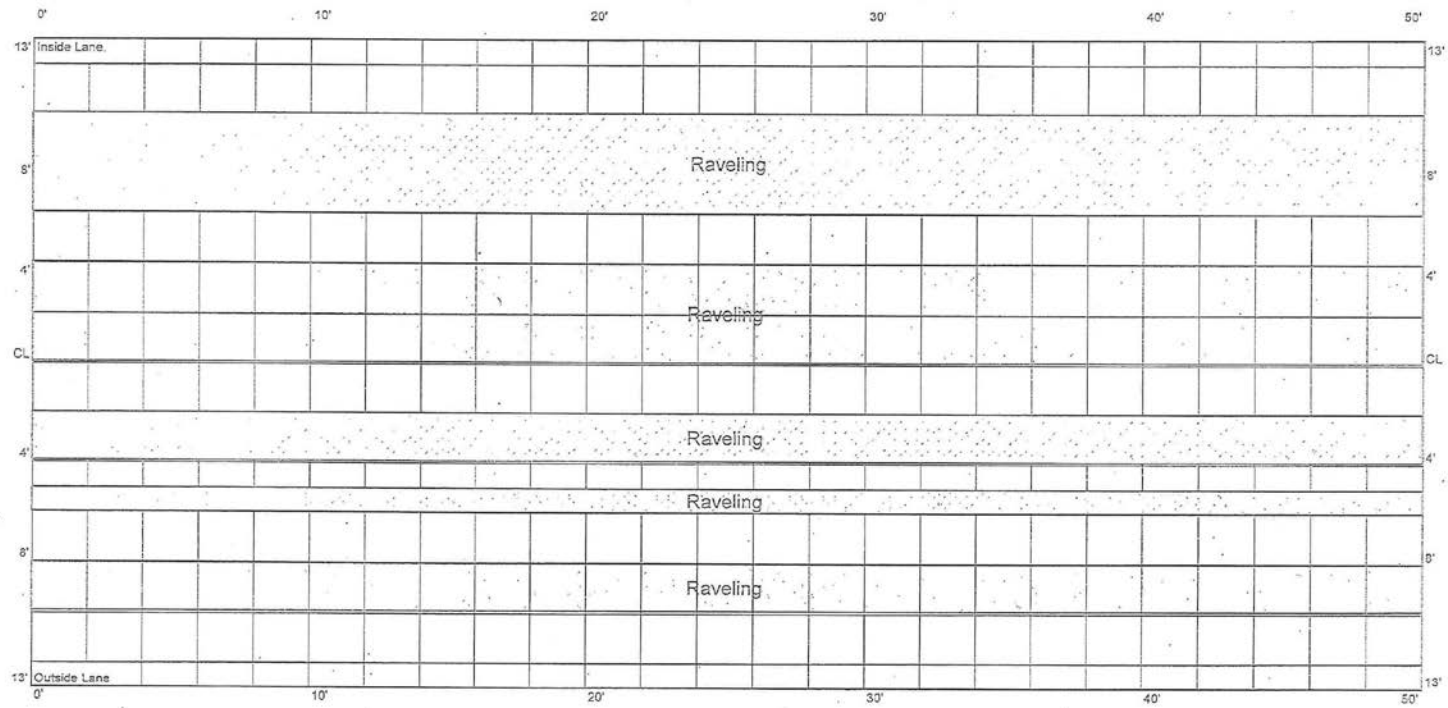 0' 10' 20' 30' 40' 50'
13' Inside Lane. 13'
8' Raveling 8'
4' 4'
Raveling
CL CL
Raveling
4' 4'
Raveling
8' 8'
Raveling
13' Outside Lane 13'
0' 10' 20' 30' 40' 50'